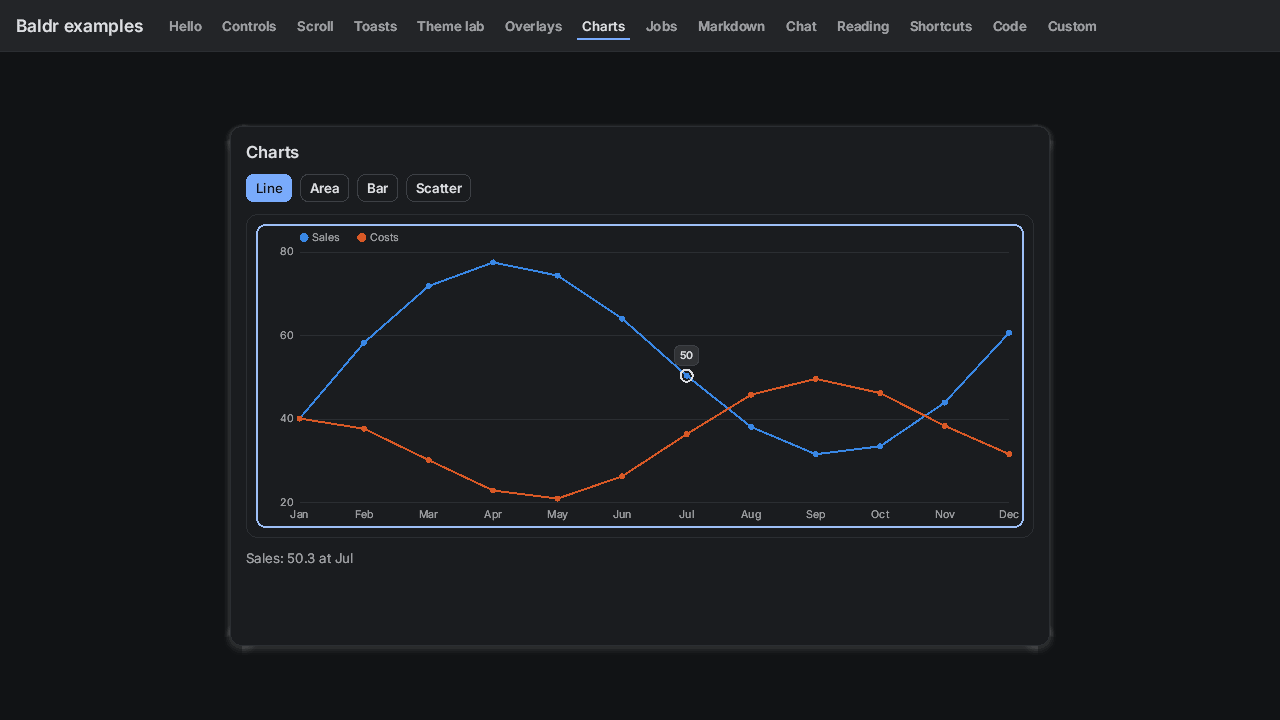 Baldr examples Hello Controls Scroll Toasts Theme lab Overlays Charts Jobs Markdown Chat Reading Shortcuts Code Custom
Charts
Line Area Bar Scatter
Sales Costs
80
60
50
40
20
Jan Feb Mar Apr May Jun Jul Aug Sep Oct Nov Dec
Sales: 50.3 at Jul